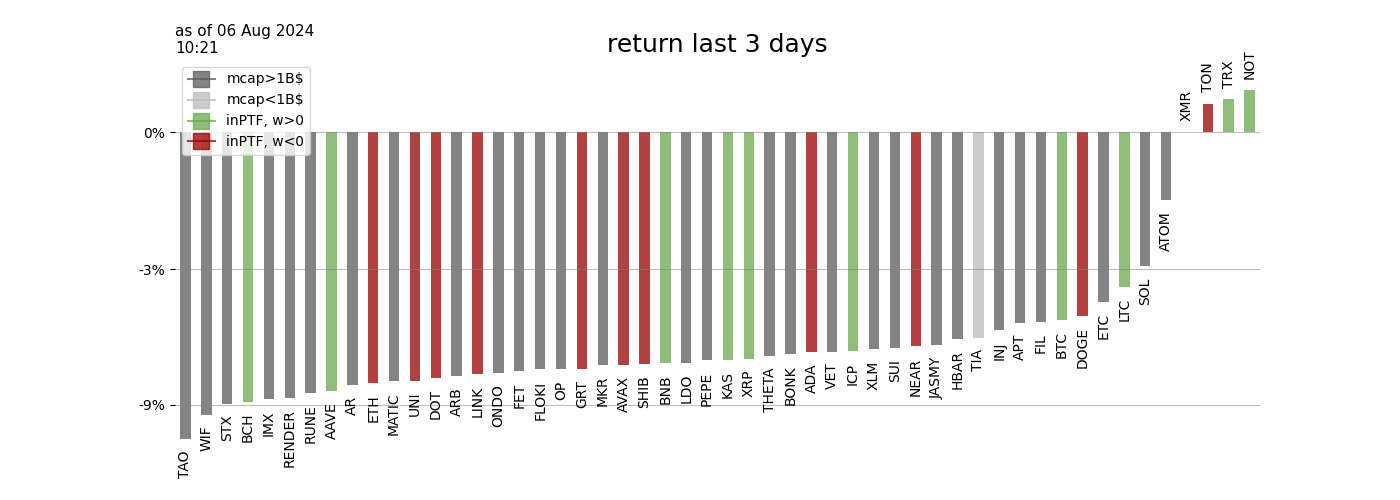 as of 06 Aug 2024
10:21
return last 3 days
mcap>1B$
mcap<1B$
inPTF, w>0
inPTF, w<0
0%
-3%
-9%
TAO
WIF
STX
BCH
IMX
RENDER
RUNE
AAVE
AR
ETH
MATIC
UNI
DOT
ARB
LINK
ONDO
FET
FLOKI
OP
GRT
MKR
AVAX
SHIB
BNB
LDO
PEPE
KAS
XRP
THETA
BONK
ADA
VET
ICP
XLM
SUI
NEAR
JASMY
HBAR
TIA
INJ
APT
FIL
BTC
DOGE
ETC
LTC
SOL
ATOM
XMR
TON
TRX
NOT